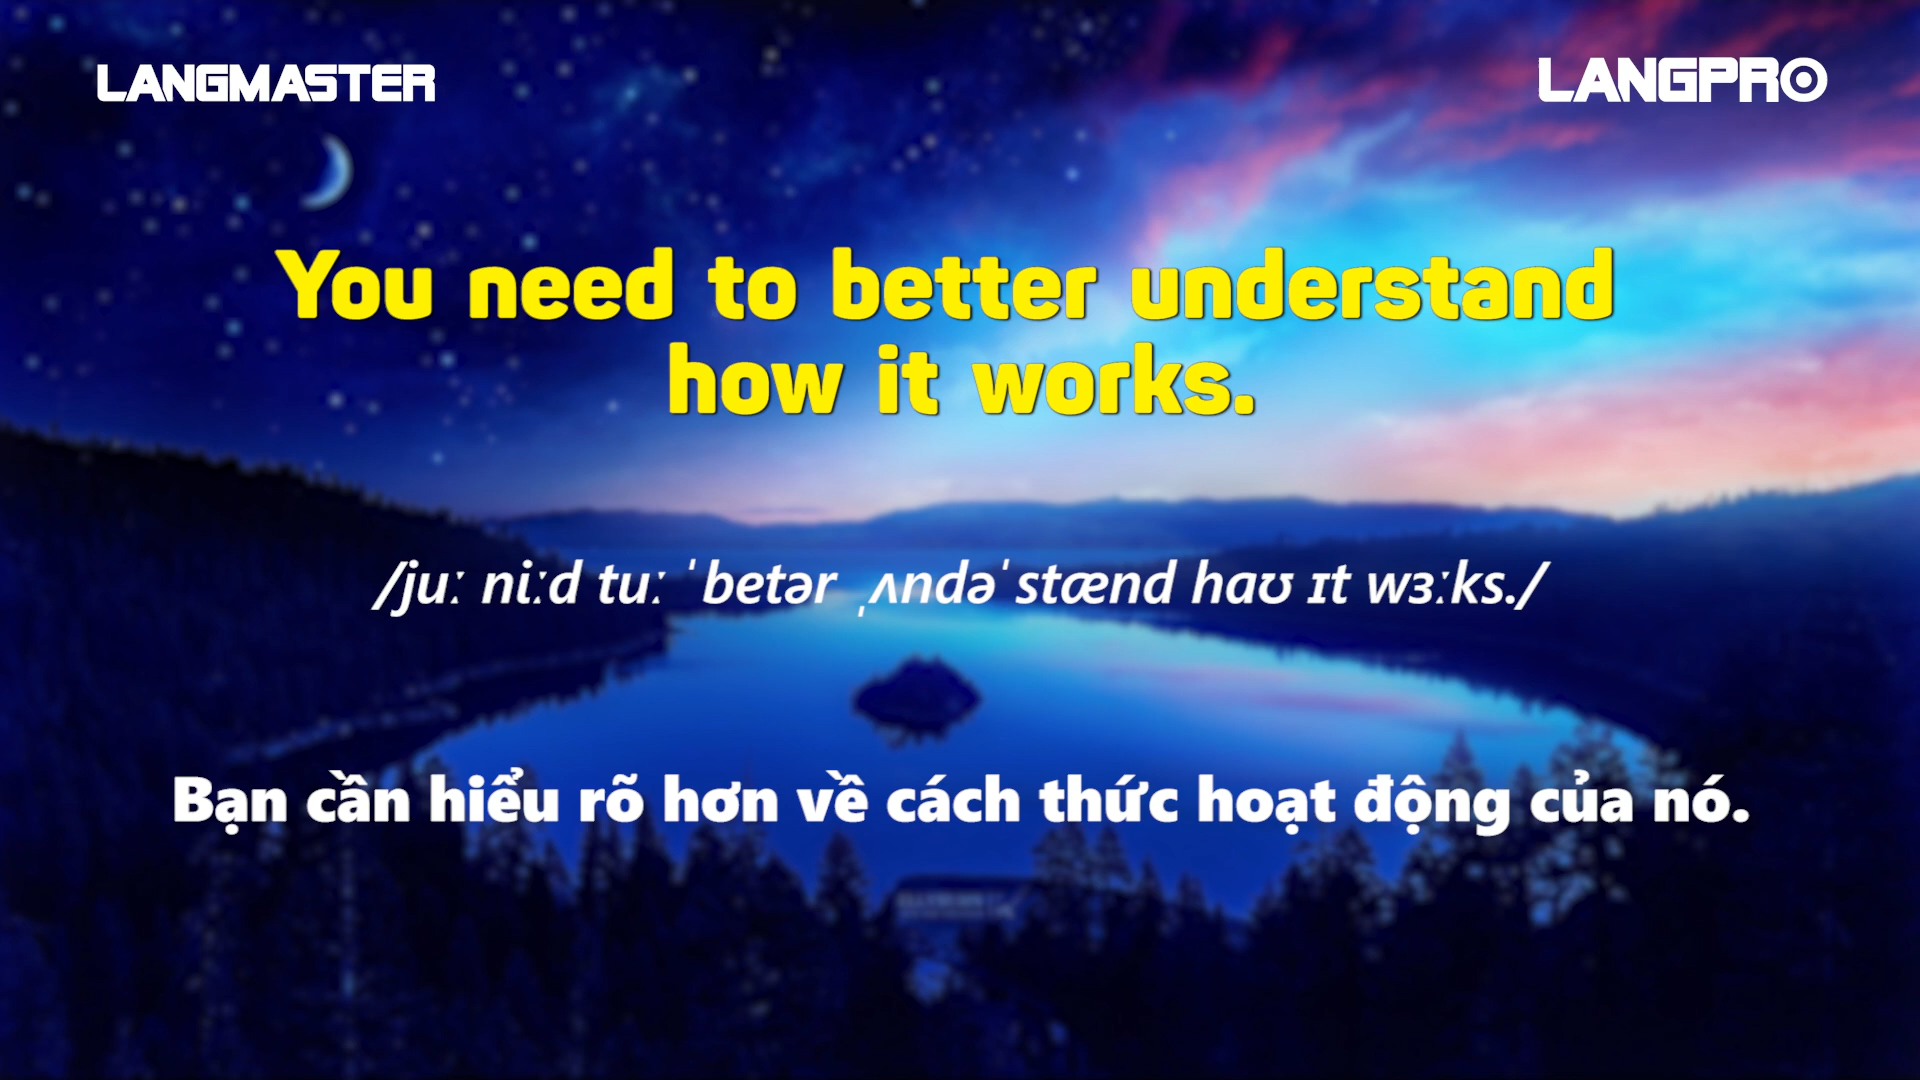 LANGMASTER
LANGPRO
You need to better understand
how it works.
/juː niːd tuː ˈbetər ˌʌndəˈstænd haʊ ɪt wɜːks./
Bạn cần hiểu rõ hơn về cách thức hoạt động của nó.